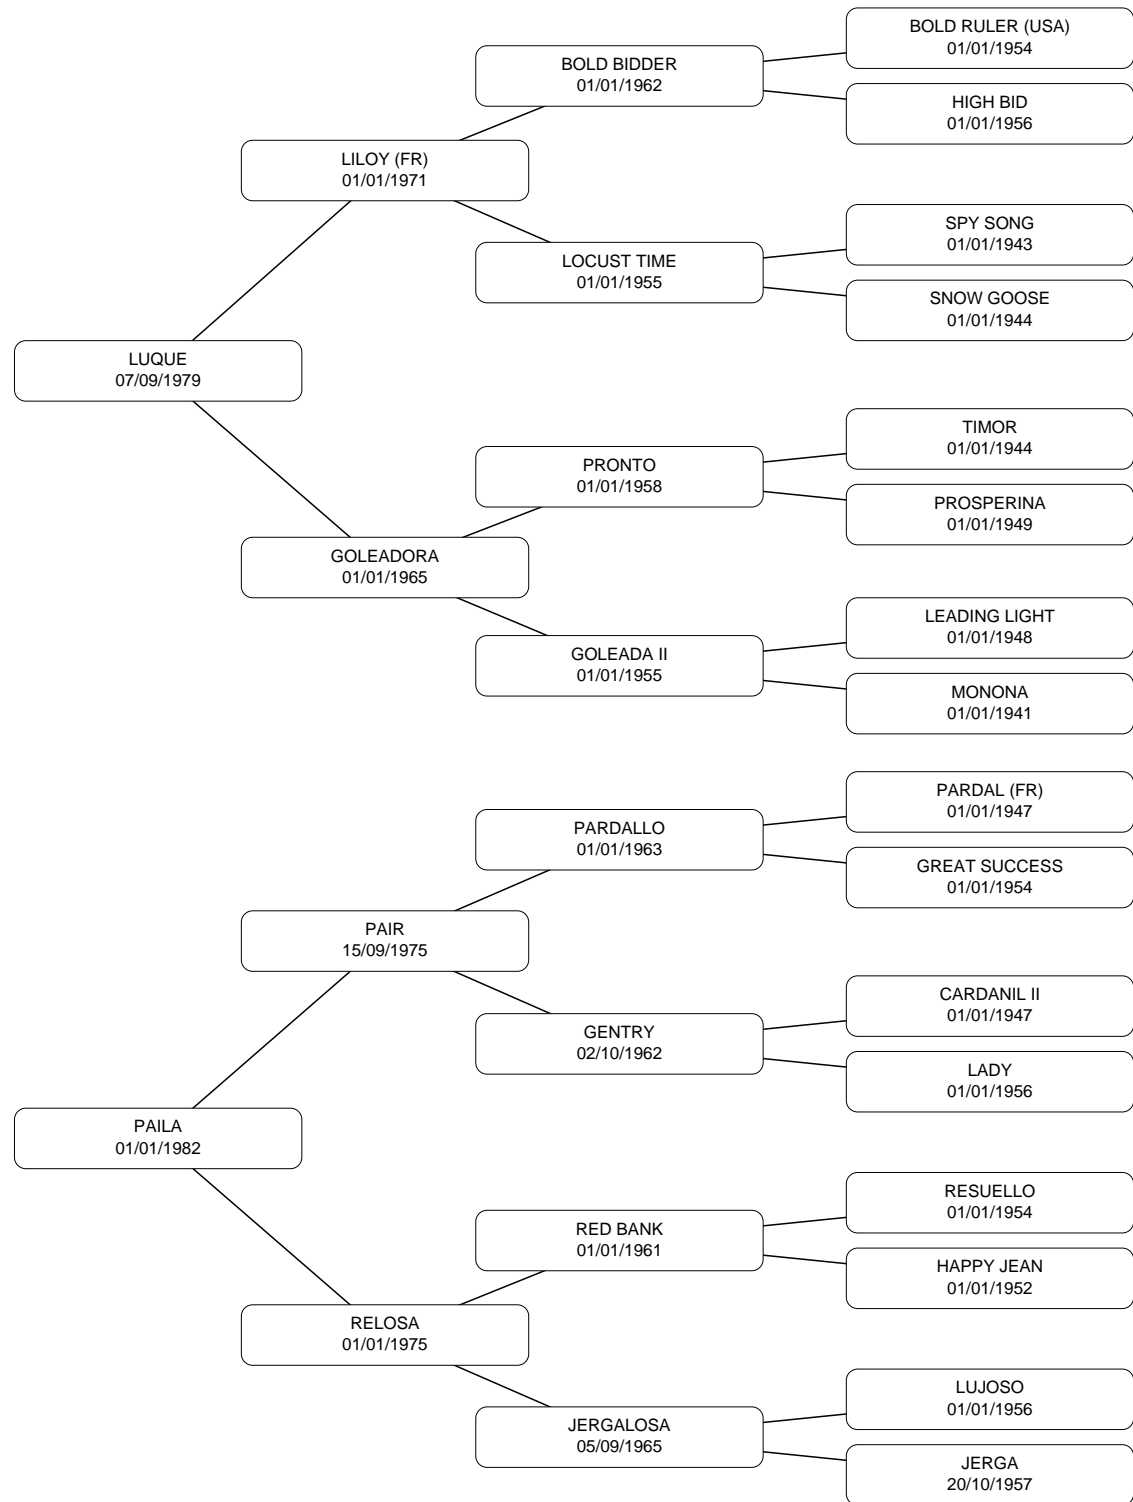 BOLD RULER (USA)
01/01/1954
BOLD BIDDER
01/01/1962
HIGH BID
01/01/1956
LILOY (FR)
01/01/1971
SPY SONG
01/01/1943
LOCUST TIME
01/01/1955
SNOW GOOSE
01/01/1944
LUQUE
07/09/1979
TIMOR
01/01/1944
PRONTO
01/01/1958
PROSPERINA
01/01/1949
GOLEADORA
01/01/1965
LEADING LIGHT
01/01/1948
GOLEADA II
01/01/1955
MONONA
01/01/1941
PARDAL (FR)
01/01/1947
PARDALLO
01/01/1963
GREAT SUCCESS
01/01/1954
PAIR
15/09/1975
CARDANIL II
01/01/1947
GENTRY
02/10/1962
LADY
01/01/1956
PAILA
01/01/1982
RESUELLO
01/01/1954
RED BANK
01/01/1961
HAPPY JEAN
01/01/1952
RELOSA
01/01/1975
LUJOSO
01/01/1956
JERGALOSA
05/09/1965
JERGA
20/10/1957